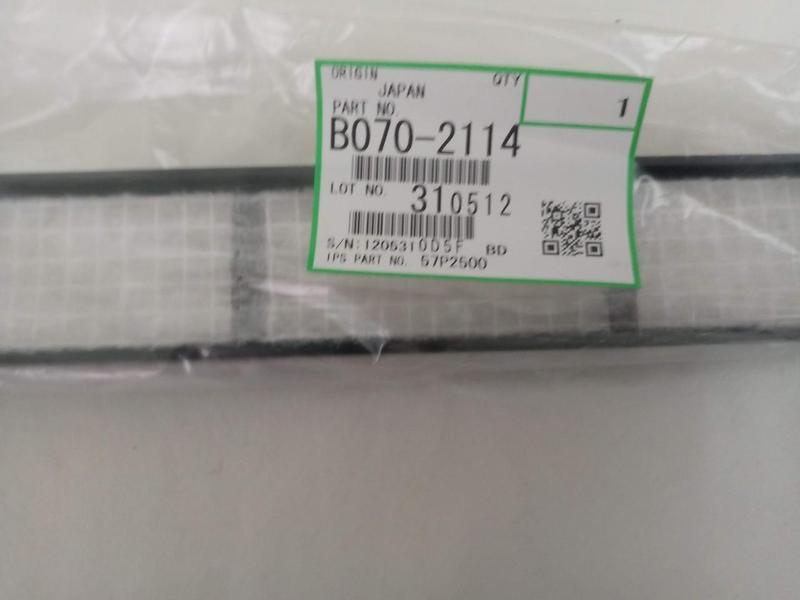 ORIGIN
JAPAN
QTY
1
PART NO.
B070-2114
LOT NO. 310512
S/N:120531005F BD
IPS PART NO. 57P2500